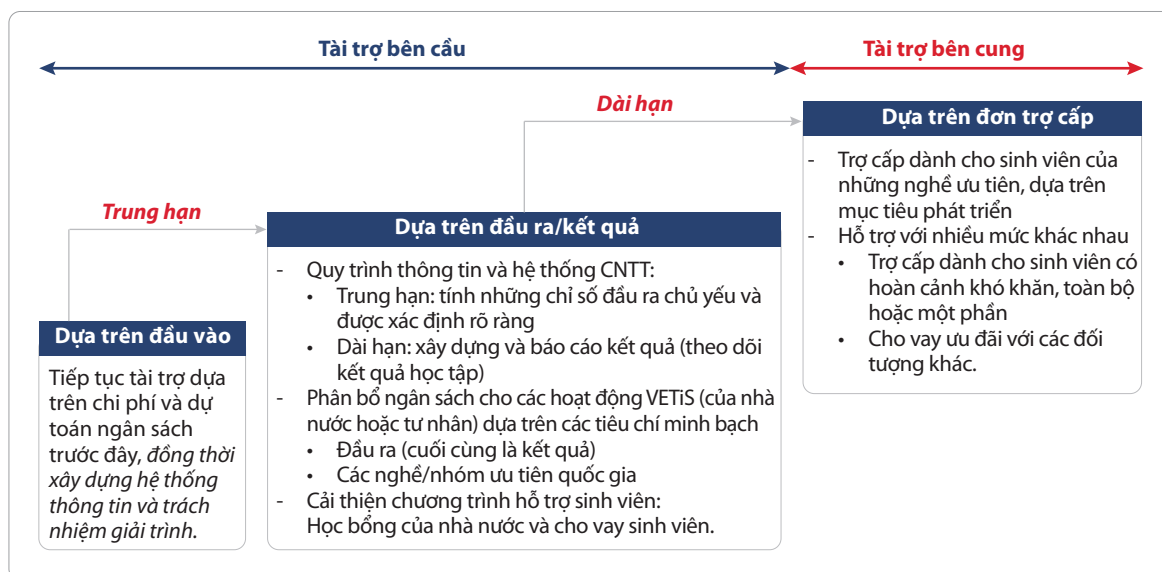 Tài trợ bên cầu
Tài trợ bên cung
Dài hạn
Dựa trên đơn trợ cấp
- Trợ cấp dành cho sinh viên của
những nghề ưu tiên, dựa trên
mục tiêu phát triển
- Hỗ trợ với nhiều mức khác nhau
• Trợ cấp dành cho sinh viên có
hoàn cảnh khó khăn, toàn bộ
hoặc một phần
• Cho vay ưu đãi với các đối
tượng khác.
Trung hạn
Dựa trên đầu ra/kết quả
- Quy trình thông tin và hệ thống CNTT:
• Trung hạn: tính những chỉ số đầu ra chủ yếu và
được xác định rõ ràng
• Dài hạn: xây dựng và báo cáo kết quả (theo dõi
kết quả học tập)
- Phân bổ ngân sách cho các hoạt động VETiS (của nhà
nước hoặc tư nhân) dựa trên các tiêu chí minh bạch
• Đầu ra (cuối cùng là kết quả)
• Các nghề/nhóm ưu tiên quốc gia
- Cải thiện chương trình hỗ trợ sinh viên:
Học bổng của nhà nước và cho vay sinh viên.
Dựa trên đầu vào
Tiếp tục tài trợ dựa
trên chi phí và dự
toán ngân sách
trước đây, đồng thời
xây dựng hệ thống
thông tin và trách
nhiệm giải trình.